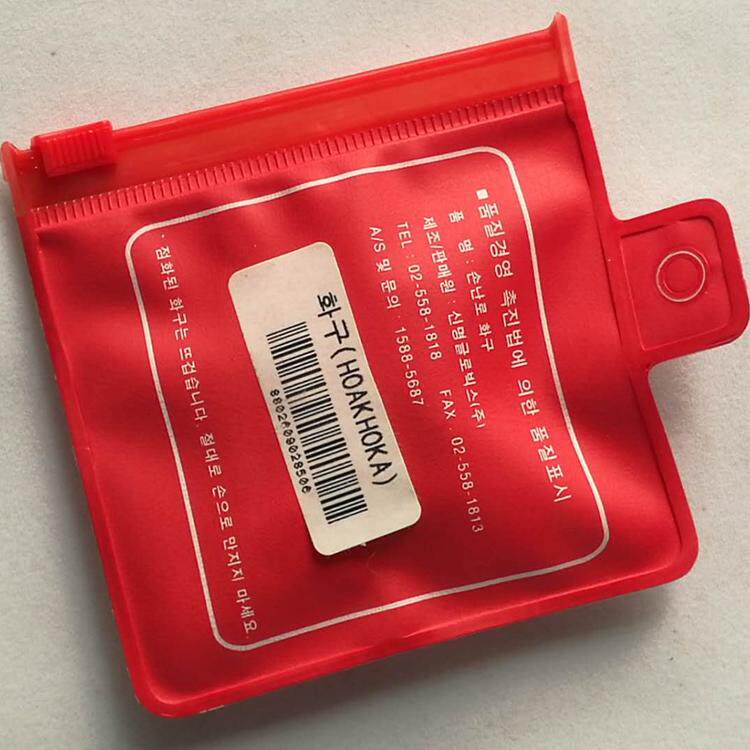 ■품질경영 촉진법에 의한 품질표시
품 명 : 손난로 화구
제조/판매원 : 신명글로빅스(주)
TEL : 02-558-1818 FAX : 02-558-1813
A/S 및 문의 : 1588-5687
화구(HOAKHOKA)
· 점화된 화구는 뜨겁습니다. 절대로 손으로 만지지 마세요.